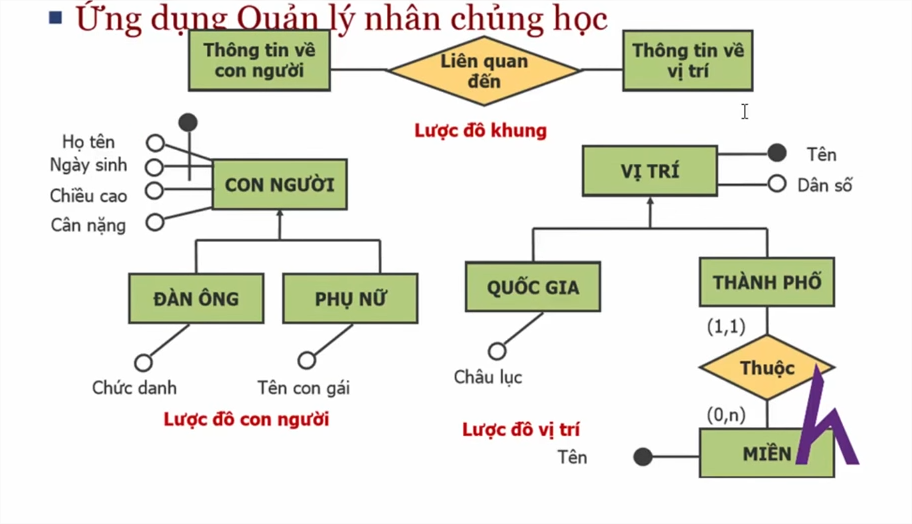 Ứng dụng Quản lý nhân chủng học
Thông tin về
con người
Liên quan
đến
Thông tin về
vị trí
Lược đồ khung
Họ tên
Ngày sinh
Chiều cao
Cân nặng
CON NGƯỜI
VỊ TRÍ
Tên
Dân số
ĐÀN ÔNG
PHỤ NỮ
QUỐC GIA
THÀNH PHỐ
(1,1)
Thuộc
Chức danh
Tên con gái
Châu lục
(0,n)
Lược đồ con người
Lược đồ vị trí
Tên
MIỀN